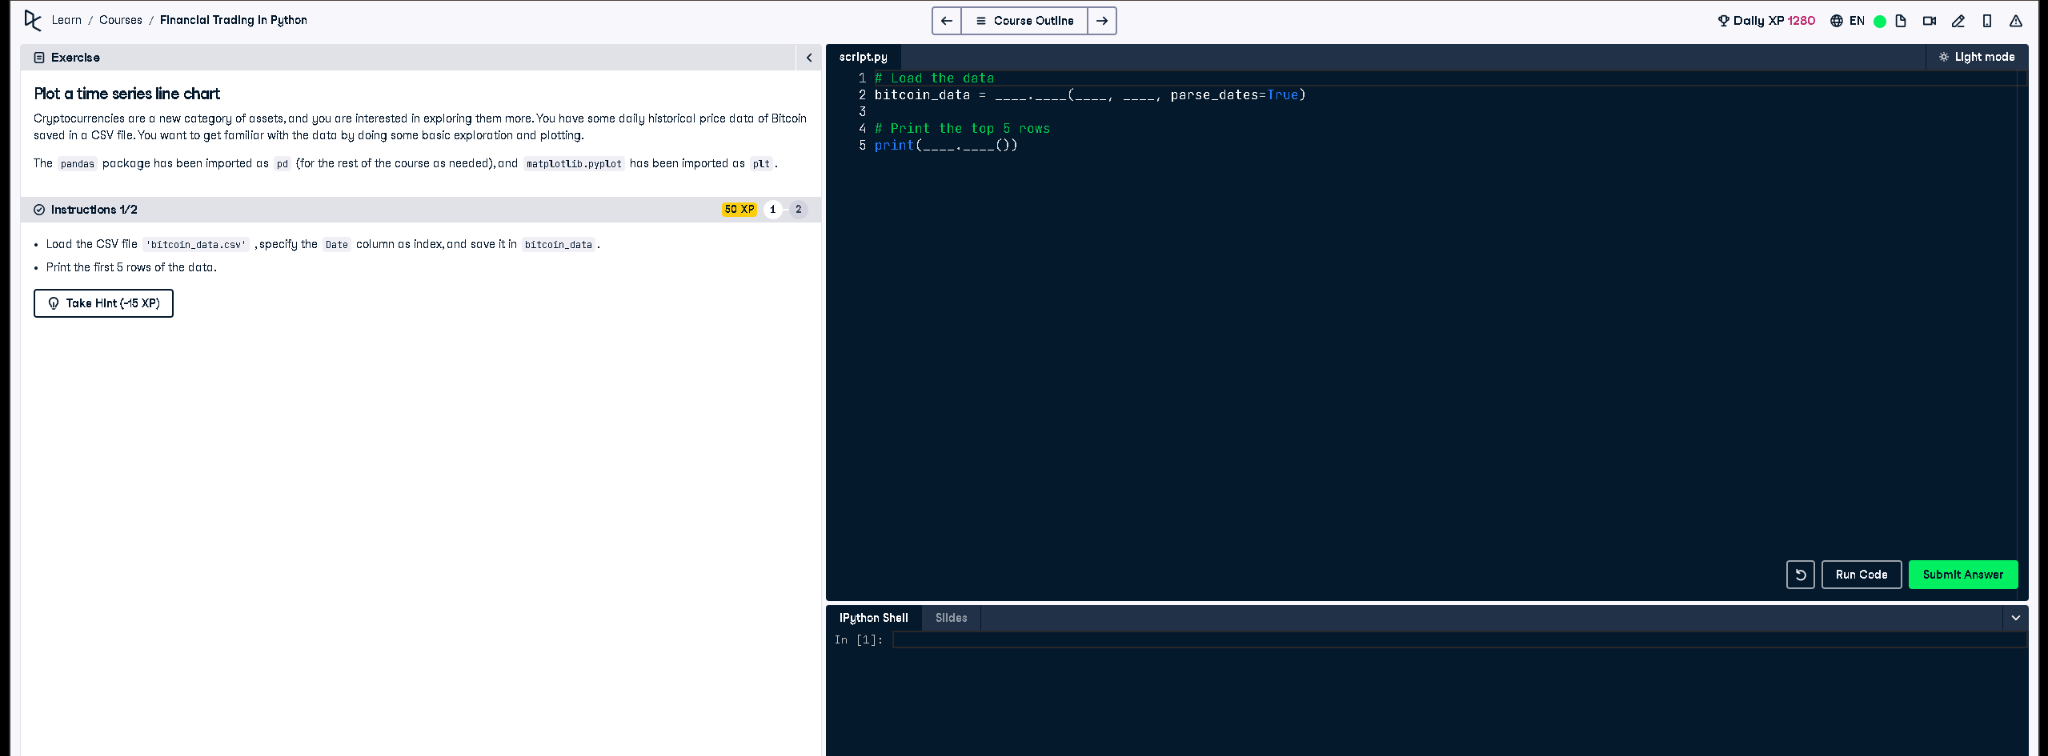 Learn / Courses / Financial Trading in Python
Course Outline
Daily XP 1280
EN
Exercise
Plot a time series line chart
Cryptocurrencies are a new category of assets, and you are interested in exploring them more. You have some daily historical price data of Bitcoin
saved in a CSV file. You want to get familiar with the data by doing some basic exploration and plotting.
The pandas package has been imported as pd (for the rest of the course as needed), and matplotlib.pyplot has been imported as plt .
Instructions 1/2
50 XP
1
2
• Load the CSV file 'bitcoin_data.csv' , specify the Date column as index, and save it in bitcoin_data .
• Print the first 5 rows of the data.
Take Hint (-15 XP)
script.py
Light mode
1 # Load the data
2 bitcoin_data = ____.____(____, ____, parse_dates=True)
3
4 # Print the top 5 rows
5 print(____.____())
Run Code
Submit Answer
IPython Shell
Slides
In [1]: